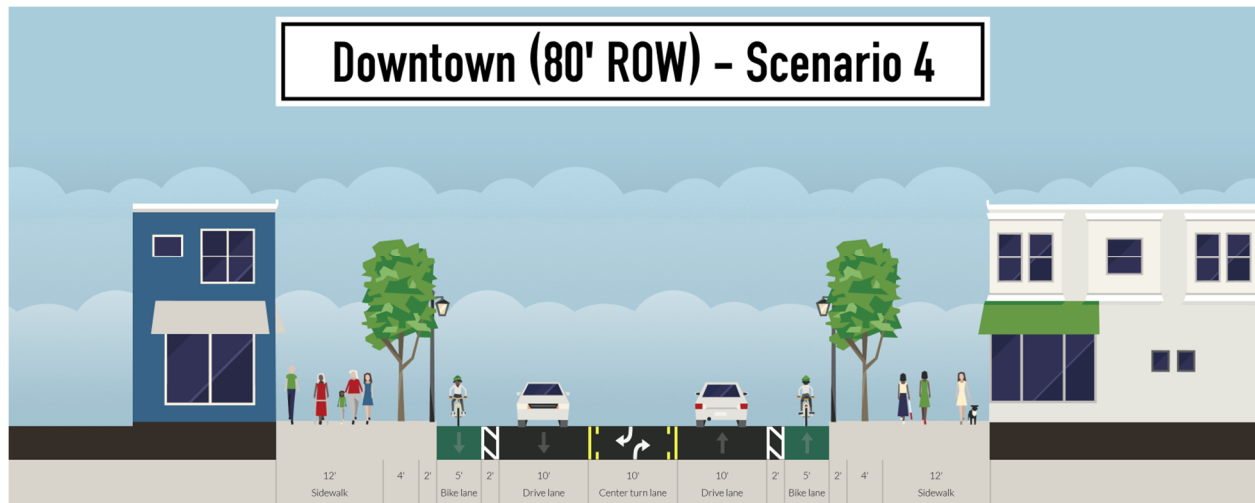 Downtown (80' ROW) - Scenario 4
12' 4' 2' 5' 2' 10' 10' 10' 2' 5' 2' 4' 12'
Sidewalk Bike lane Drive lane Center turn lane Drive lane Bike lane Sidewalk